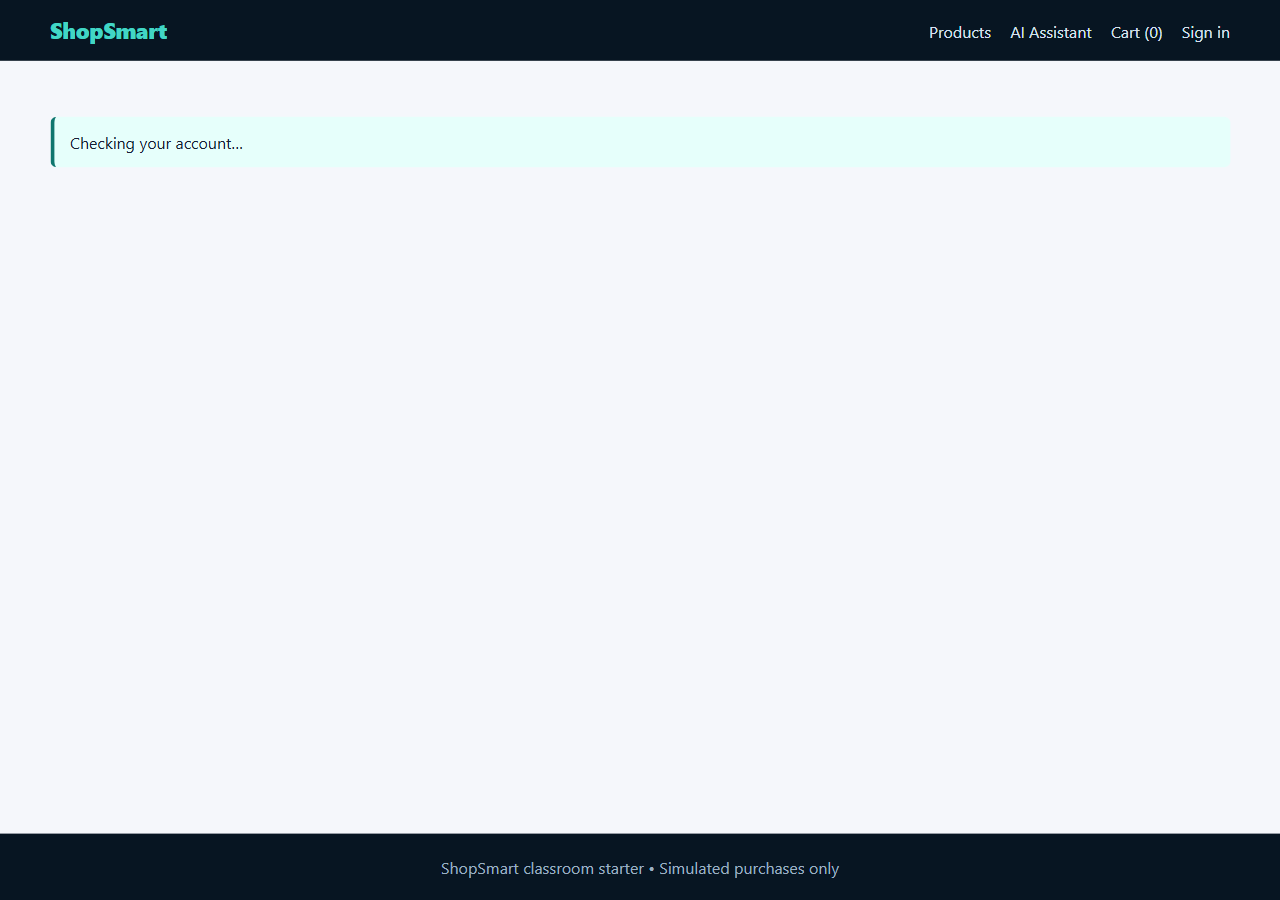 ShopSmart
Products AI Assistant Cart (0) Sign in
Checking your account...
ShopSmart classroom starter • Simulated purchases only